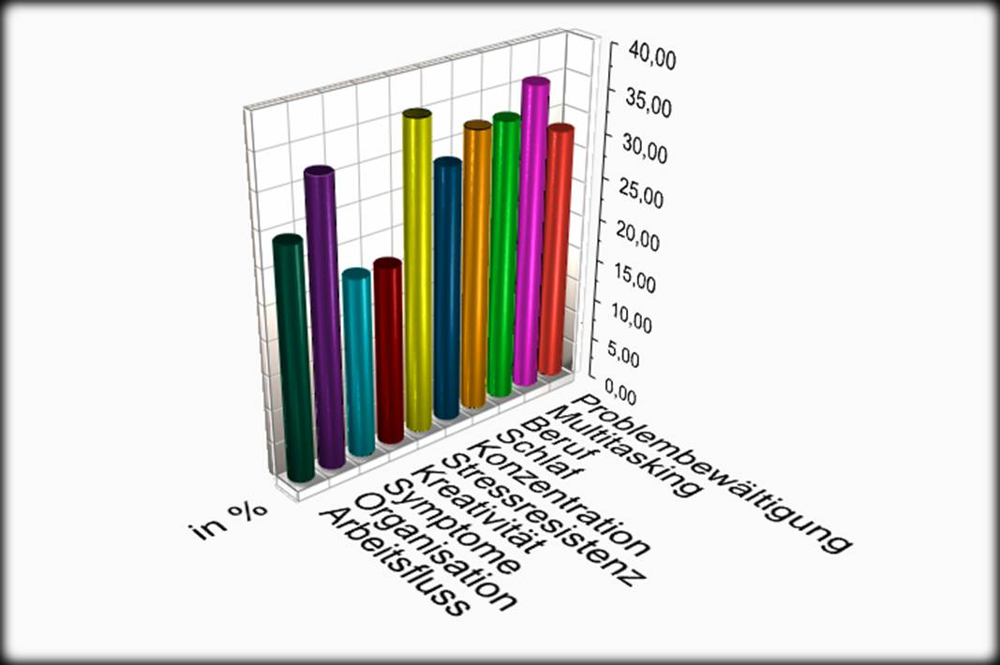 40,00
35,00
30,00
25,00
20,00
15,00
10,00
5,00
0,00
Problembewältigung
Multitasking
Beruf
Schlaf
Konzentration
Stressresistenz
Kreativität
Symptome
Organisation
Arbeitsfluss
in %